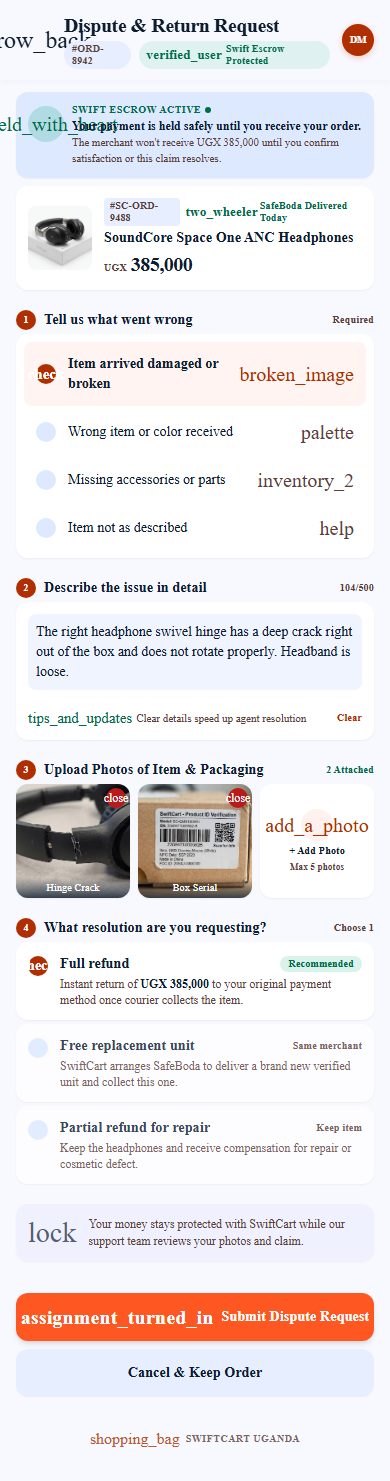 Dispute & Return Request
#ORD-8942
verified_user Swift Escrow Protected
DM
SWIFT ESCROW ACTIVE
Your payment is held safely until you receive your order.
The merchant won't receive UGX 385,000 until you confirm
satisfaction or this claim resolves.
#SC-ORD-9488
two_wheeler SafeBoda Delivered Today
SoundCore Space One ANC Headphones
UGX 385,000
1 Tell us what went wrong Required
Item arrived damaged or
broken
broken_image
Wrong item or color received palette
Missing accessories or parts inventory_2
Item not as described help
2 Describe the issue in detail 104/500
The right headphone swivel hinge has a deep crack right
out of the box and does not rotate properly. Headband is
loose.
tips_and_updates Clear details speed up agent resolution Clear
3 Upload Photos of Item & Packaging 2 Attached
close
Hinge Crack
close
SwiftCart - Product ID Verification
Box Serial
add_a_photo
+ Add Photo
Max 5 photos
4 What resolution are you requesting? Choose 1
Full refund Recommended
Instant return of UGX 385,000 to your original payment
method once courier collects the item.
Free replacement unit Same merchant
SwiftCart arranges SafeBoda to deliver a brand new verified
unit and collect this one.
Partial refund for repair Keep item
Keep the headphones and receive compensation for repair or
cosmetic defect.
lock
Your money stays protected with SwiftCart while our
support team reviews your photos and claim.
assignment_turned_in Submit Dispute Request
Cancel & Keep Order
shopping_bag SWIFTCART UGANDA